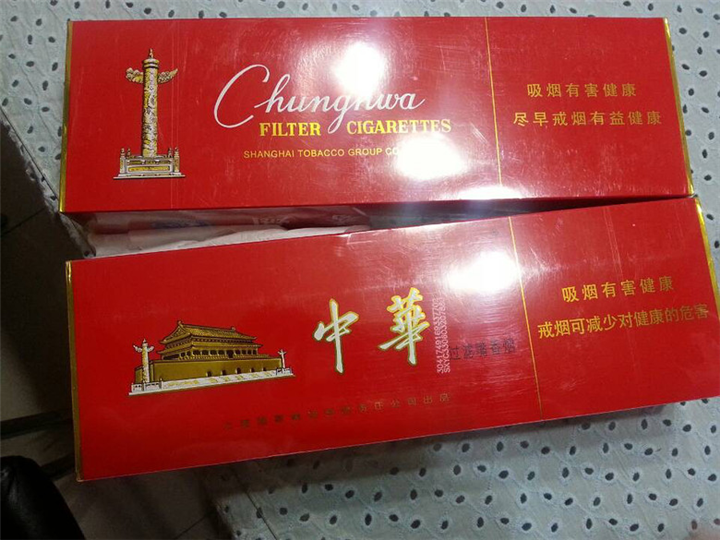 Chunghwa
FILTER CIGARETTES
SHANGHAI TOBACCO GROUP CO
吸烟有害健康
尽早戒烟有益健康
中華
吸烟有害健康
戒烟可减少对健康的危害